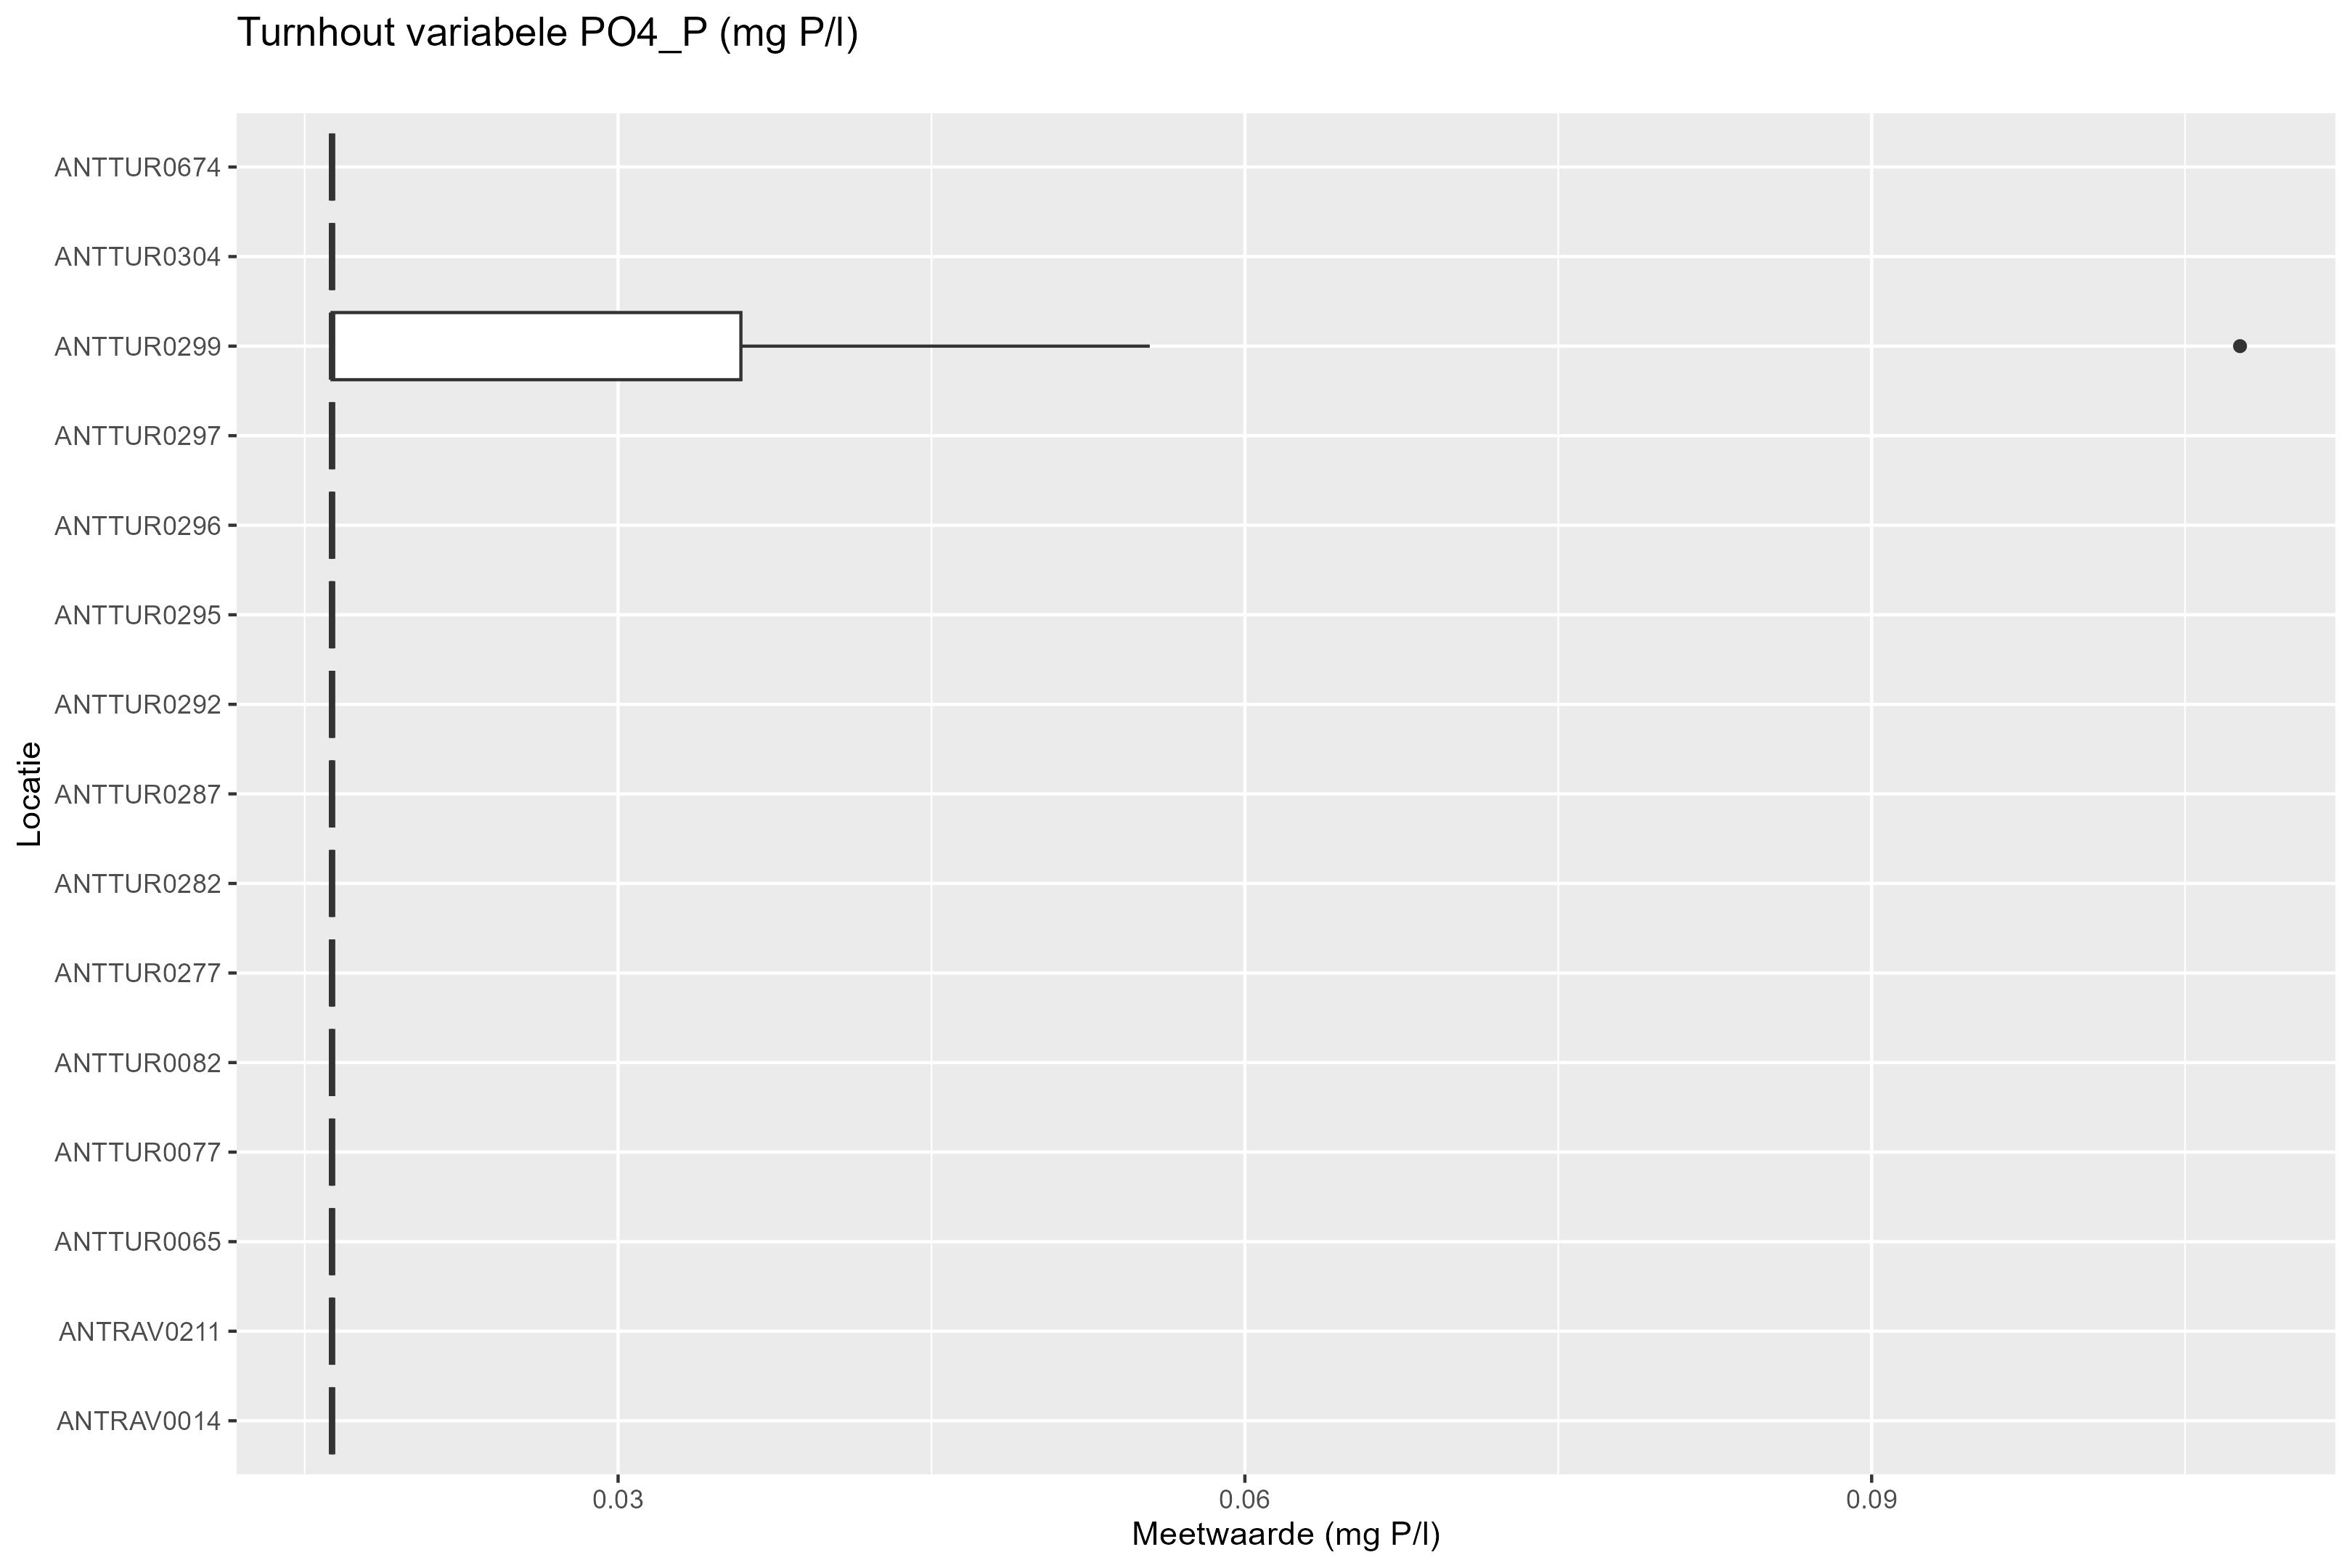 Turnhout variabele PO4_P (mg P/l)
ANTTUR0674
ANTTUR0304
ANTTUR0299
ANTTUR0297
ANTTUR0296
ANTTUR0295
ANTTUR0292
ANTTUR0287
ANTTUR0282
ANTTUR0277
ANTTUR0082
ANTTUR0077
ANTTUR0065
ANTRAV0211
ANTRAV0014
Locatie
0.03
0.06
0.09
Meetwaarde (mg P/l)